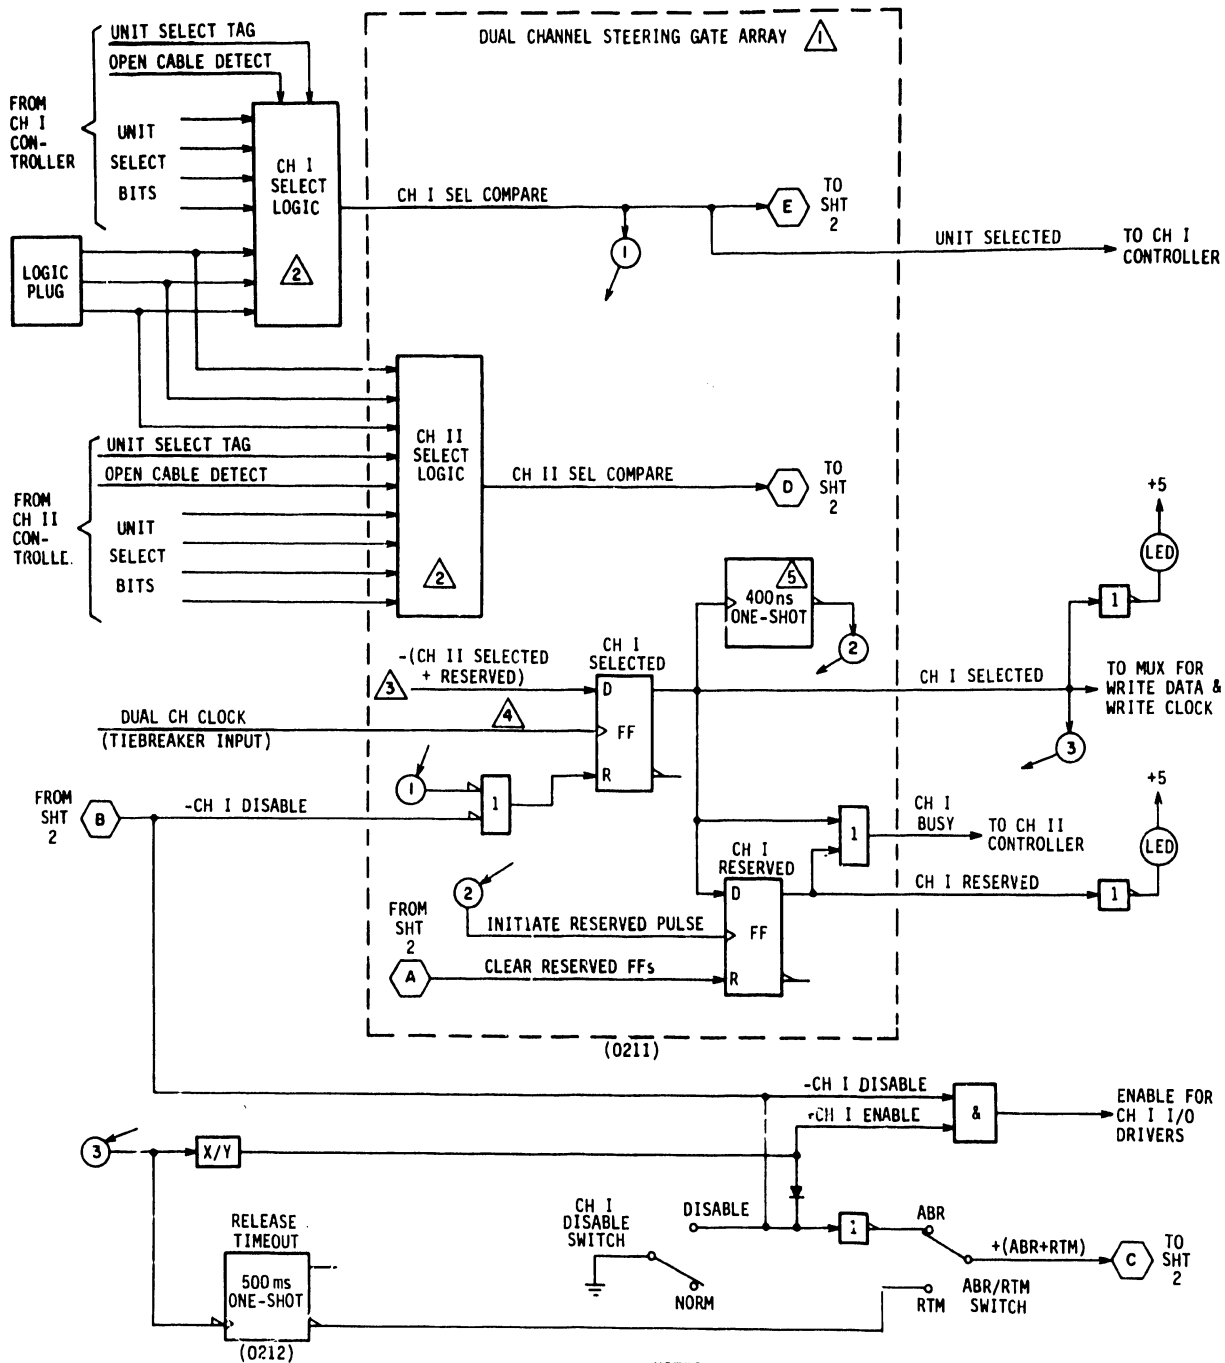 UNIT SELECT TAG
OPEN CABLE DETECT
FROM
CH I
CON-
TROLLER
UNIT
SELECT
BITS
CH I
SELECT
LOGIC
2
LOGIC
PLUG
DUAL CHANNEL STEERING GATE ARRAY
1
CH I SEL COMPARE
E
TO
SHT
2
1
UNIT SELECTED
TO CH I
CONTROLLER
UNIT SELECT TAG
OPEN CABLE DETECT
FROM
CH II
CON-
TROLLE
UNIT
SELECT
BITS
CH II
SELECT
LOGIC
2
CH II SEL COMPARE
D
TO
SHT
2
5
400ns
ONE-SHOT
2
+5
LED
1
3
-(CH II SELECTED
+ RESERVED)
4
DUAL CH CLOCK
(TIEBREAKER INPUT)
CH I
SELECTED
D
FF
R
CH I SELECTED
TO MUX FOR
WRITE DATA &
WRITE CLOCK
3
1
1
FROM
SHT
2
B
-CH I DISABLE
CH I
BUSY
1
TO CH II
CONTROLLER
+5
LED
1
CH I
RESERVED
D
FF
R
CH I RESERVED
2
INITIATE RESERVED PULSE
FROM
SHT
2
A
CLEAR RESERVED FFs
(0211)
-CH I DISABLE
+CH I ENABLE
&
ENABLE FOR
CH I I/O
DRIVERS
3
X/Y
RELEASE
TIMEOUT
500ms
ONE-SHOT
(0212)
CH I
DISABLE
SWITCH
DISABLE
NORM
1
ABR
RTM
ABR/RTM
SWITCH
+(ABR+RTM)
C
TO
SHT
2